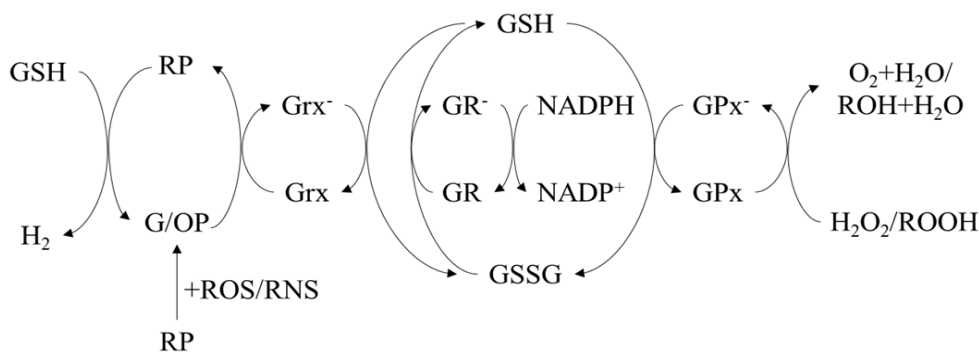 GSH
GSH
RP
O₂+H₂O/
ROH+H₂O
Grx⁻
GR⁻
NADPH
GPx⁻
Grx
GR
NADP⁺
GPx
G/OP
H₂O₂/ROOH
H₂
GSSG
+ROS/RNS
RP